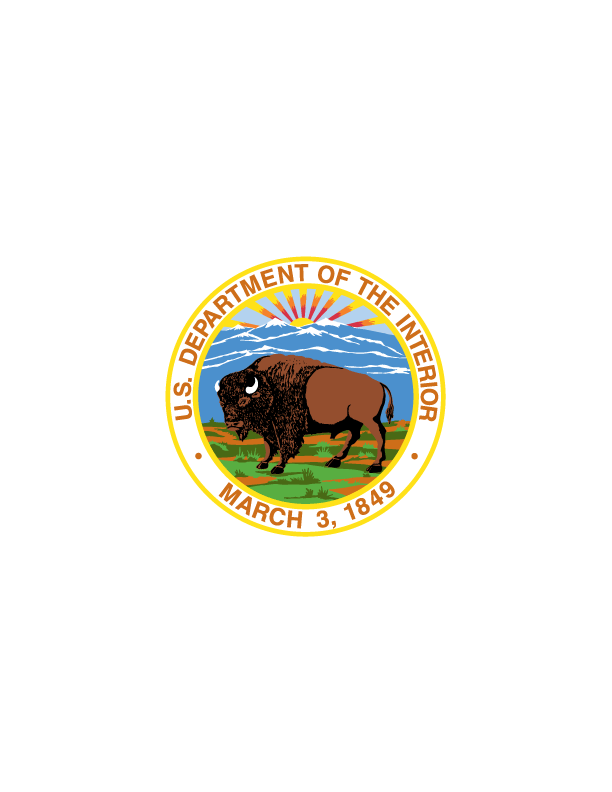 U.S. DEPARTMENT OF THE INTERIOR
MARCH 3, 1849